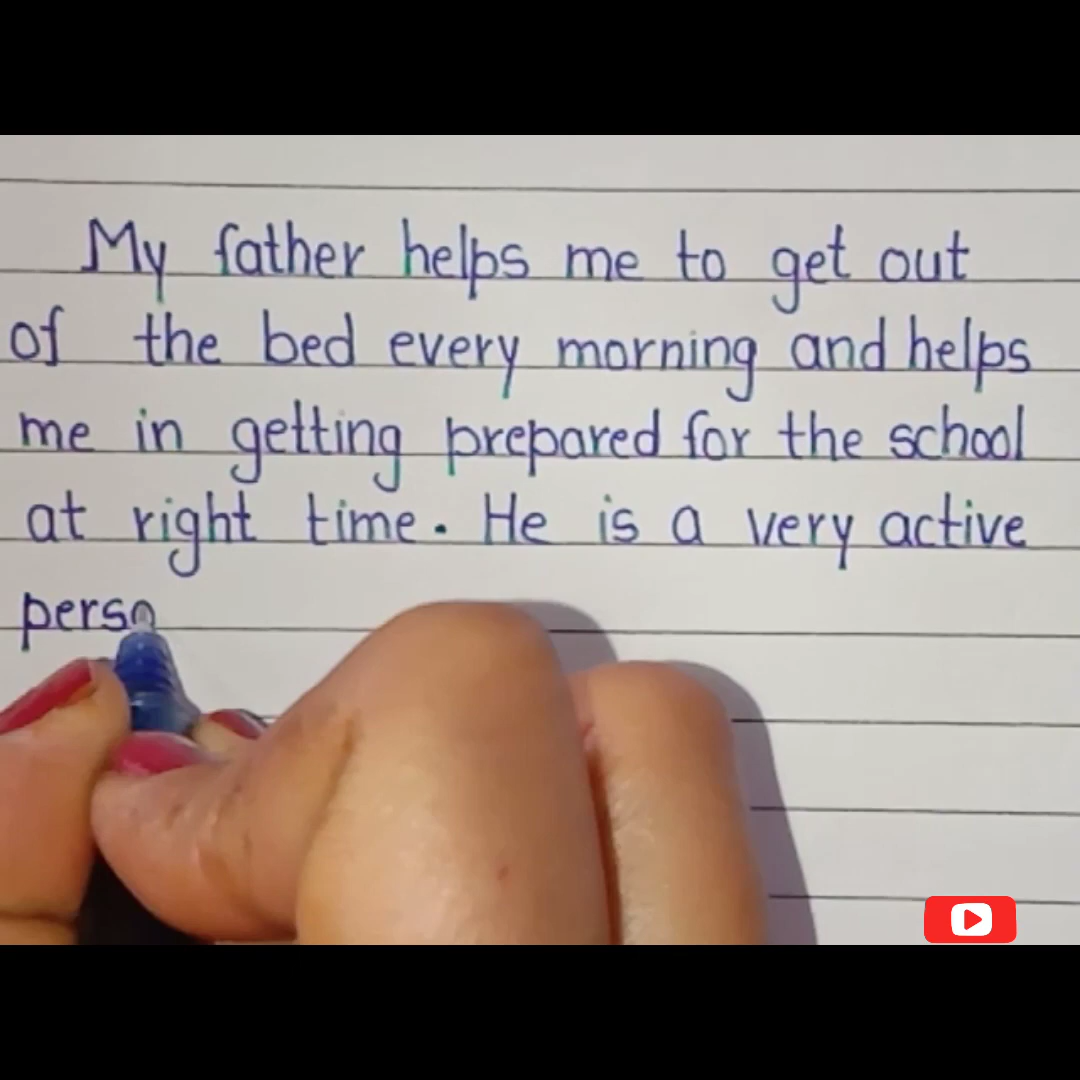 My father helps me to get out
of the bed every morning and helps
me in getting prepared for the school
at right time. He is a very active
perso